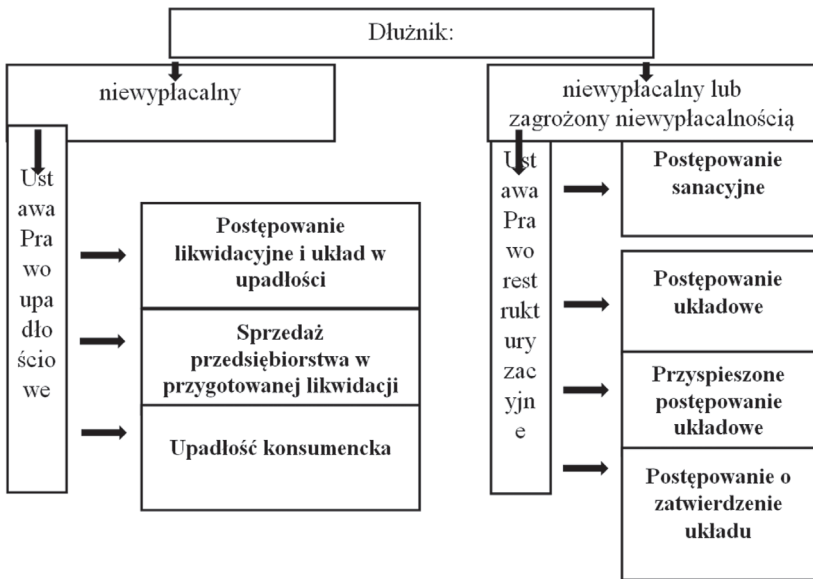 Dłużnik:
niewypłacalny
Ust
awa
Pra
wo
upa
dło
ścio
we
Postępowanie
likwidacyjne i układ w
upadłości
Sprzedaż
przedsiębiorstwa w
przygotowanej likwidacji
Upadłość konsumencka
niewypłacalny lub
zagrożony niewypłacalnością
Ust
awa
Pra
wo
rest
rukt
ury
zac
yjn
e
Postępowanie
sanacyjne
Postępowanie
układowe
Przyspieszone
postępowanie
układowe
Postępowanie o
zatwierdzenie
układu